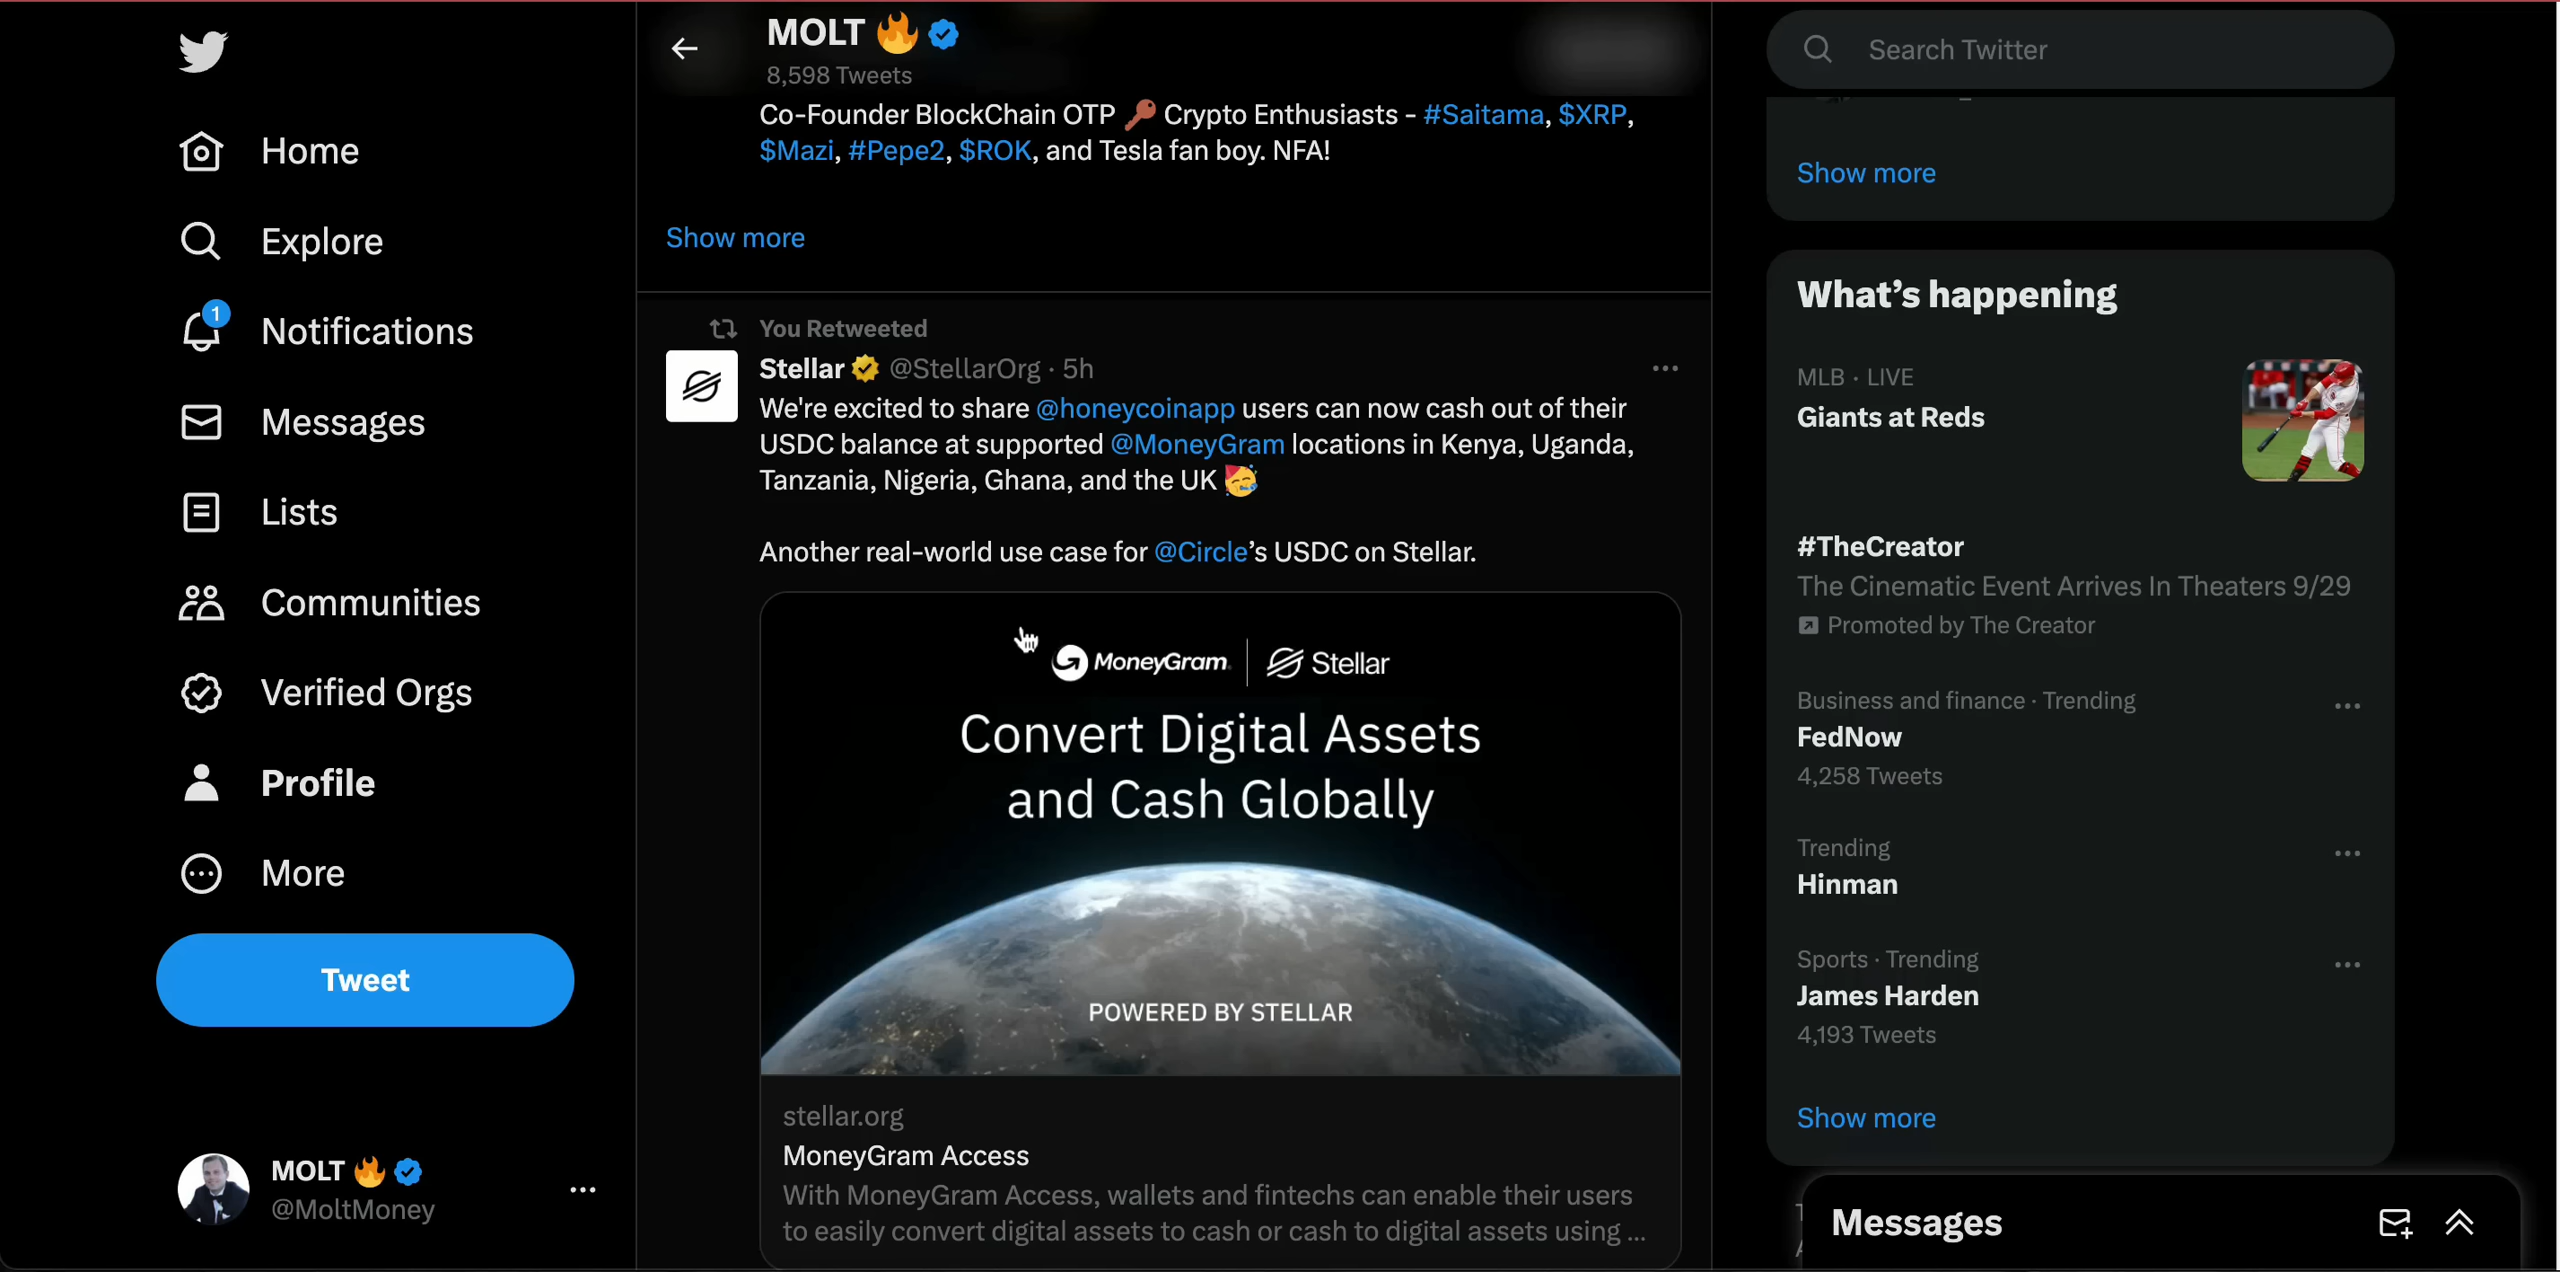 Home
Explore
1
Notifications
Messages
Lists
Communities
Verified Orgs
Profile
More
Tweet
MOLT 🔥
@MoltMoney
MOLT 🔥
8,598 Tweets
Co-Founder BlockChain OTP 🔑 Crypto Enthusiasts - #Saitama, $XRP,
$Mazi, #Pepe2, $ROK, and Tesla fan boy. NFA!
Show more
You Retweeted
Stellar @StellarOrg · 5h
We're excited to share @honeycoinapp users can now cash out of their
USDC balance at supported @MoneyGram locations in Kenya, Uganda,
Tanzania, Nigeria, Ghana, and the UK 🥳
Another real-world use case for @Circle’s USDC on Stellar.
MoneyGram. | Stellar
Convert Digital Assets
and Cash Globally
POWERED BY STELLAR
stellar.org
MoneyGram Access
With MoneyGram Access, wallets and fintechs can enable their users
to easily convert digital assets to cash or cash to digital assets using ...
Search Twitter
Show more
What’s happening
MLB · LIVE
Giants at Reds
#TheCreator
The Cinematic Event Arrives In Theaters 9/29
Promoted by The Creator
Business and finance · Trending
FedNow
4,258 Tweets
Trending
Hinman
Sports · Trending
James Harden
4,193 Tweets
Show more
Messages